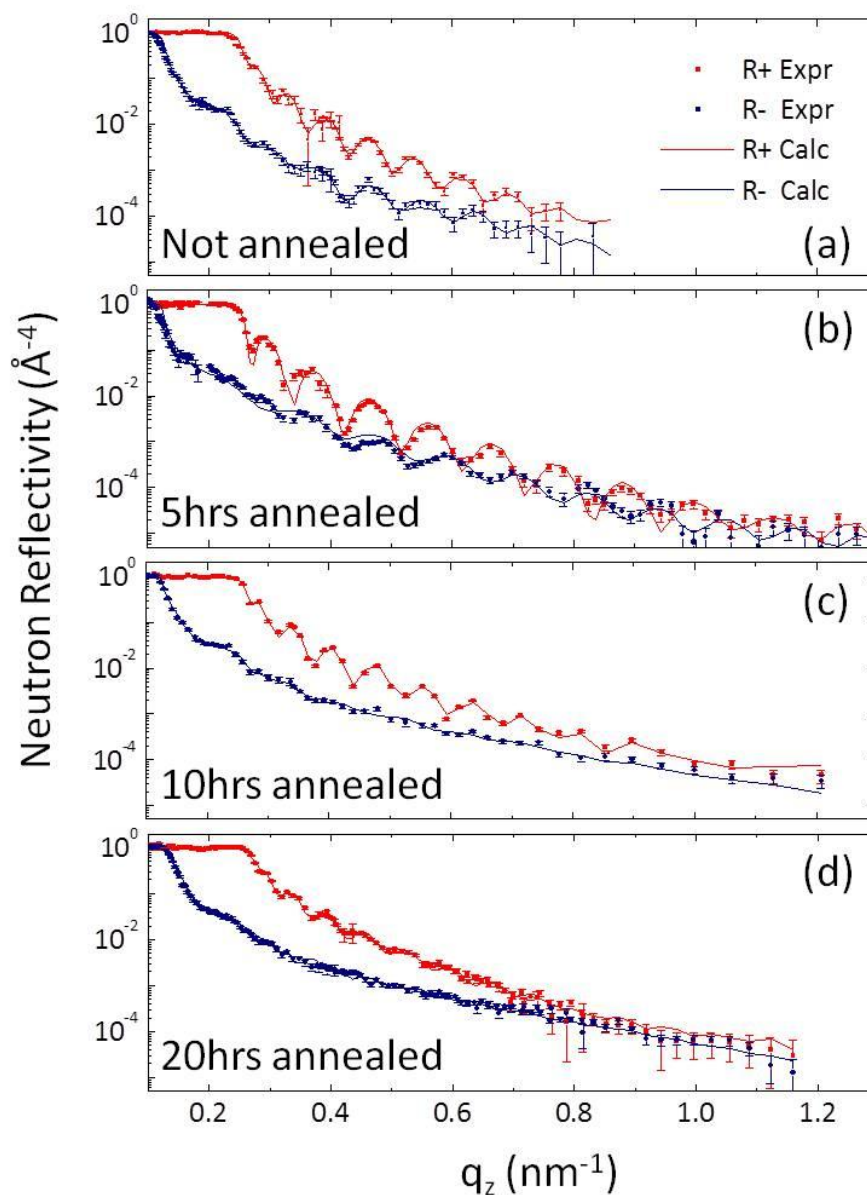 Neutron Reflectivity (Å⁻⁴)
10⁰
10⁻²
10⁻⁴
R+ Expr
R- Expr
R+ Calc
R- Calc
Not annealed
(a)
10⁰
10⁻²
10⁻⁴
(b)
5hrs annealed
10⁰
10⁻²
10⁻⁴
(c)
10hrs annealed
10⁰
10⁻²
10⁻⁴
(d)
20hrs annealed
0.2 0.4 0.6 0.8 1.0 1.2
q_z (nm⁻¹)